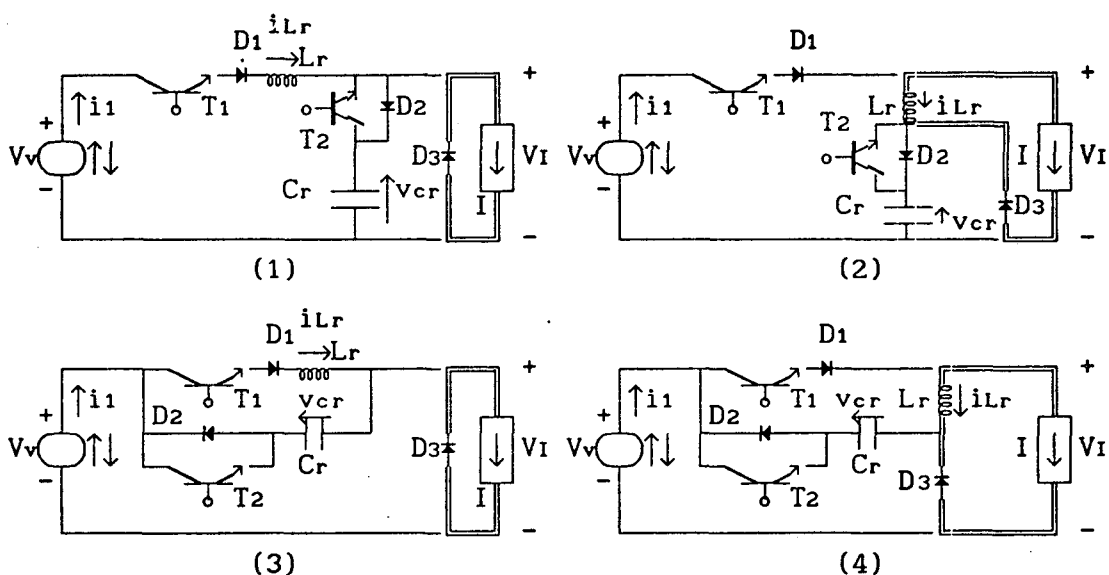 iLr
D1 Lr
+
i1 T1 D2
+ T2 D3
Vv VI
- Cr vcr I
-
(1)
D1
+
i1 T1 Lr iLr
+ T2
Vv D2 I VI
- Cr D3
vcr
-
(2)
iLr
D1 Lr
+
i1 T1 vcr
+ D2
Vv D3 VI
- Cr
T2 I
-
(3)
D1
+
i1 T1 vcr Lr iLr
+ D2
Vv I VI
- Cr
T2 D3
-
(4)